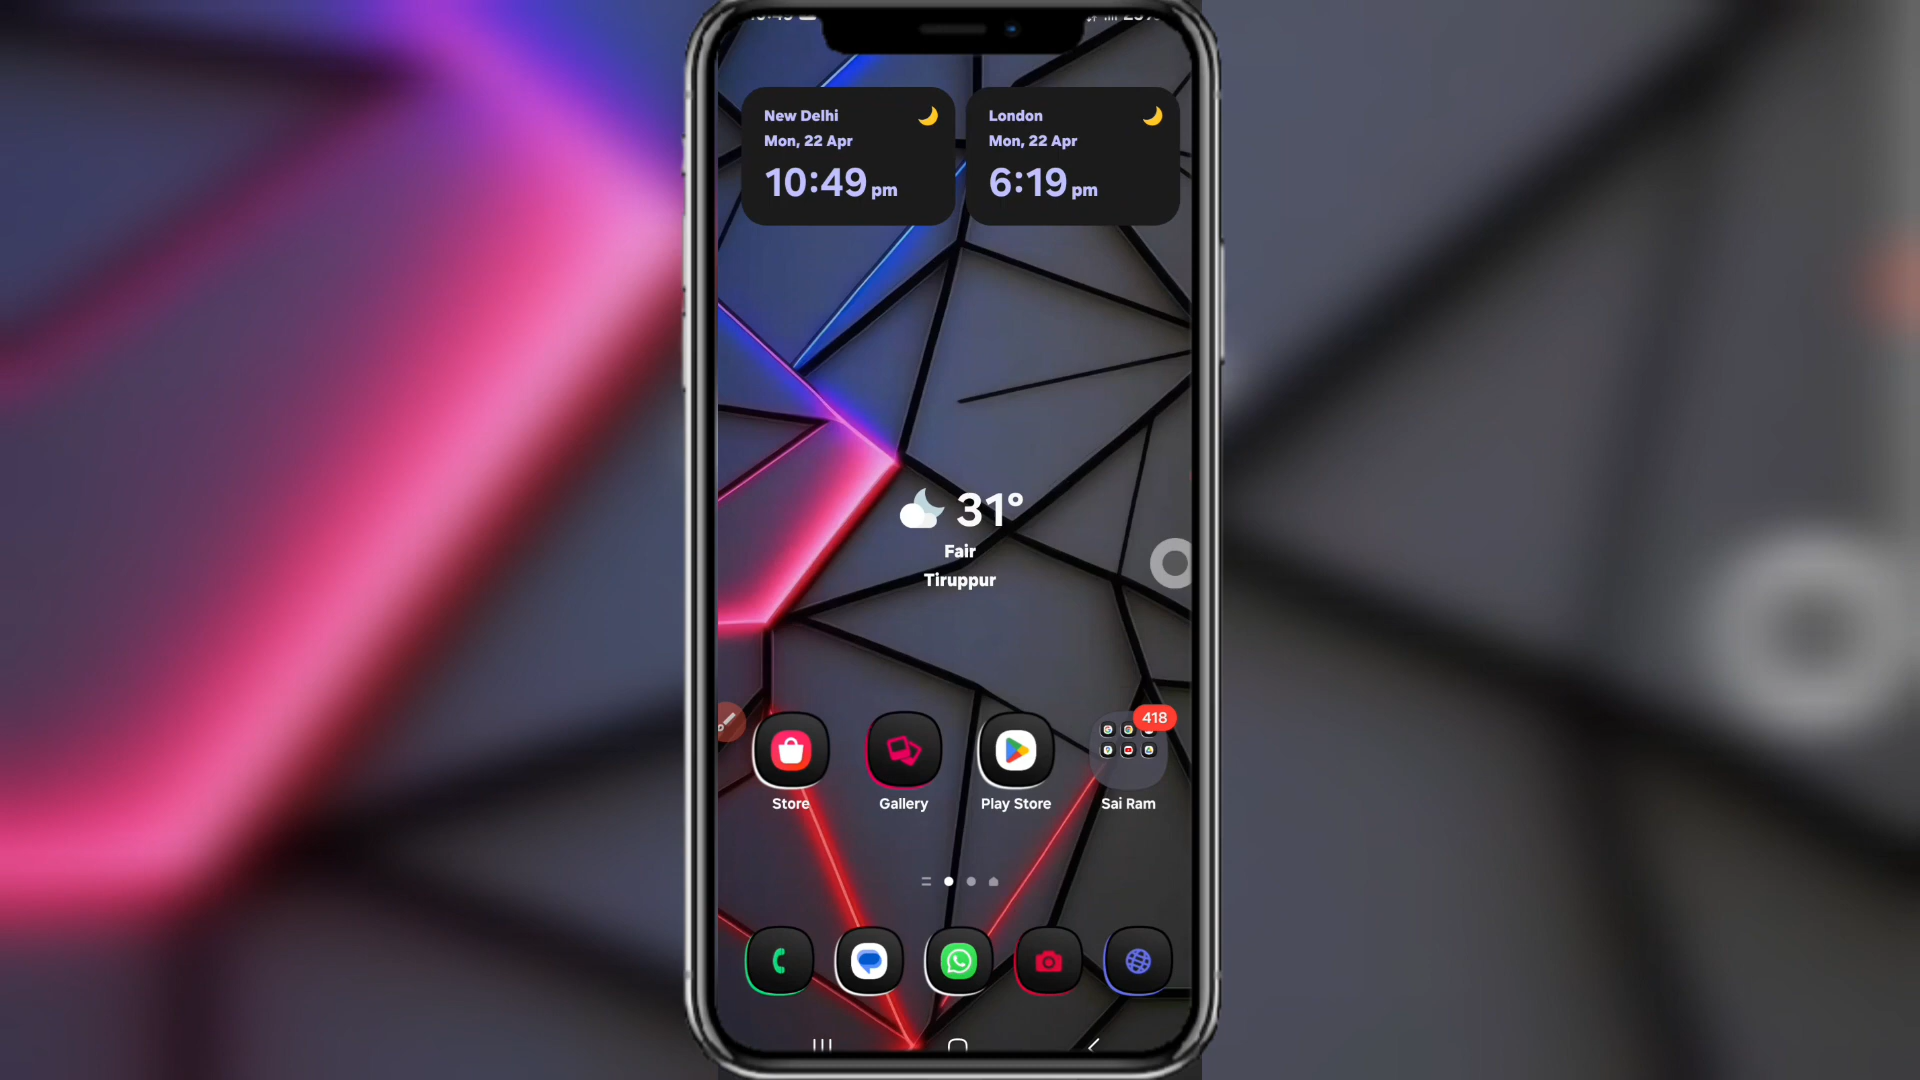 New Delhi
Mon, 22 Apr
10:49 pm
London
Mon, 22 Apr
6:19 pm
31°
Fair
Tiruppur
418
Store
Gallery
Play Store
Sai Ram